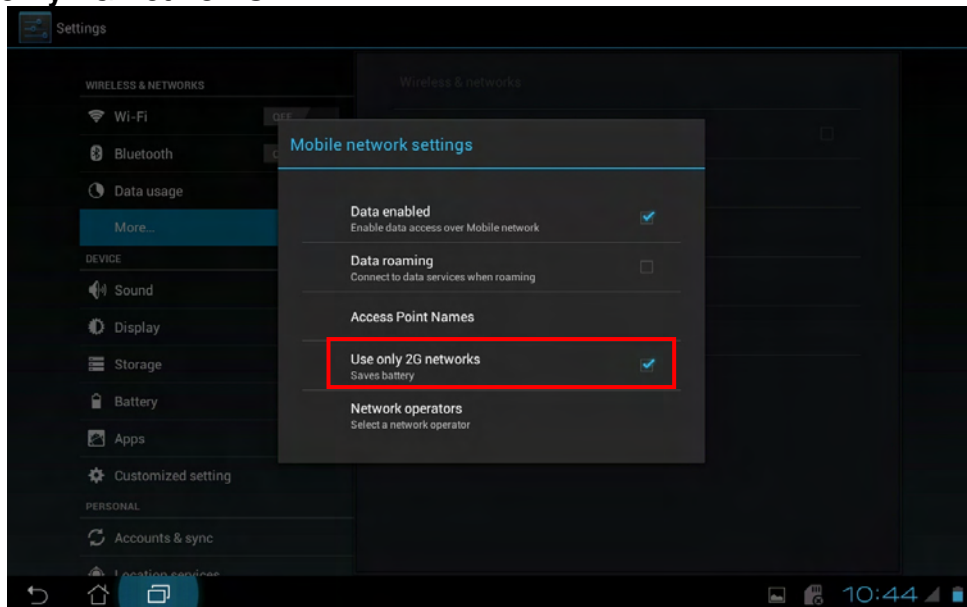 Settings
WIRELESS & NETWORKS
Wireless & networks
Wi-Fi
OFF
Bluetooth
Mobile network settings
Data usage
More...
Data enabled
Enable data access over Mobile network
DEVICE
Data roaming
Connect to data services when roaming
Sound
Access Point Names
Display
Use only 2G networks
Saves battery
Storage
Battery
Network operators
Select a network operator
Apps
Customized setting
PERSONAL
Accounts & sync
Location services
10:44